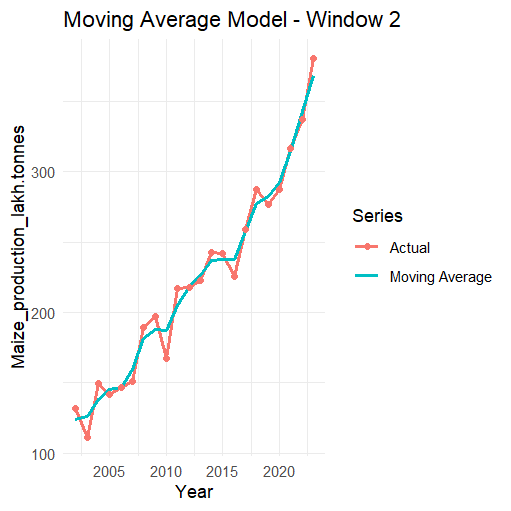 Moving Average Model - Window 2
Maize_production_lakh.tonnes
300
200
100
2005 2010 2015 2020
Year
Series
Actual
Moving Average